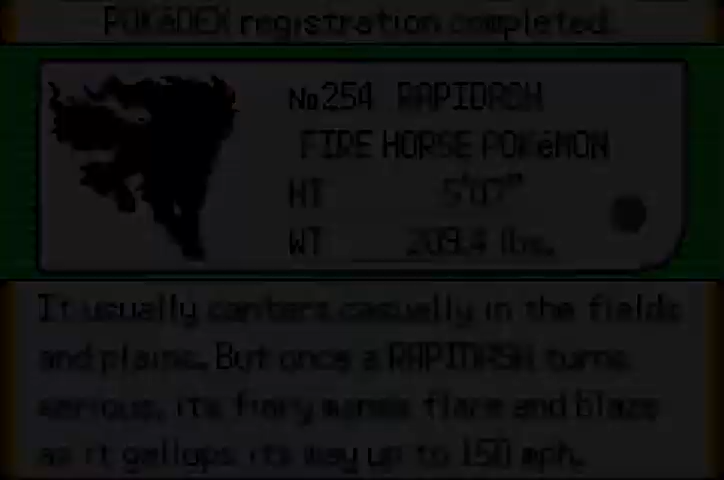 POKéDEX registration completed.
No254 RAPIDASH
FIRE HORSE POKéMON
HT 5'07"
WT 209.4 lbs.
It usually canters casually in the fields
and plains. But once a RAPIDASH turns
serious, its fiery manes flare and blaze
as it gallops its way up to 150 mph.